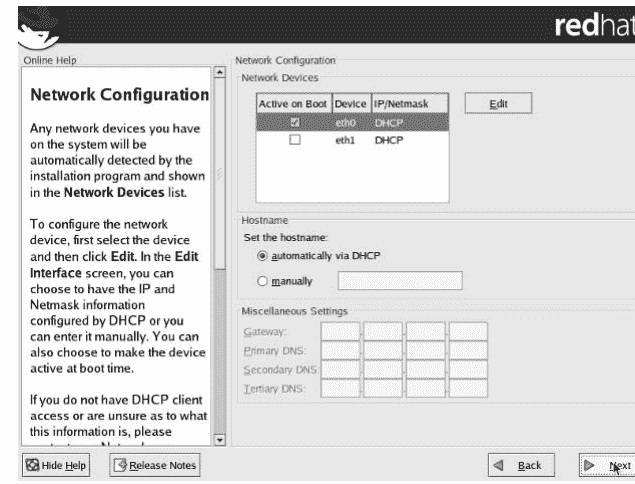 redhat
Online Help
Network Configuration
Any network devices you have
on the system will be
automatically detected by the
installation program and shown
in the Network Devices list.
To configure the network
device, first select the device
and then click Edit. In the Edit
Interface screen, you can
choose to have the IP and
Netmask information
configured by DHCP or you
can enter it manually. You can
also choose to make the device
active at boot time.
If you do not have DHCP client
access or are unsure as to what
this information is, please
Network Configuration
Network Devices
Active on Boot Device IP/Netmask
eth0 DHCP
eth1 DHCP
Edit
Hostname
Set the hostname:
automatically via DHCP
manually
Miscellaneous Settings
Gateway:
Primary DNS:
Secondary DNS:
Tertiary DNS:
Hide Help
Release Notes
Back
Next